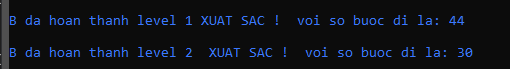 B da hoan thanh level 1 XUAT SAC !  voi so buoc di la: 44
B da hoan thanh level 2  XUAT SAC !  voi so buoc di la: 30